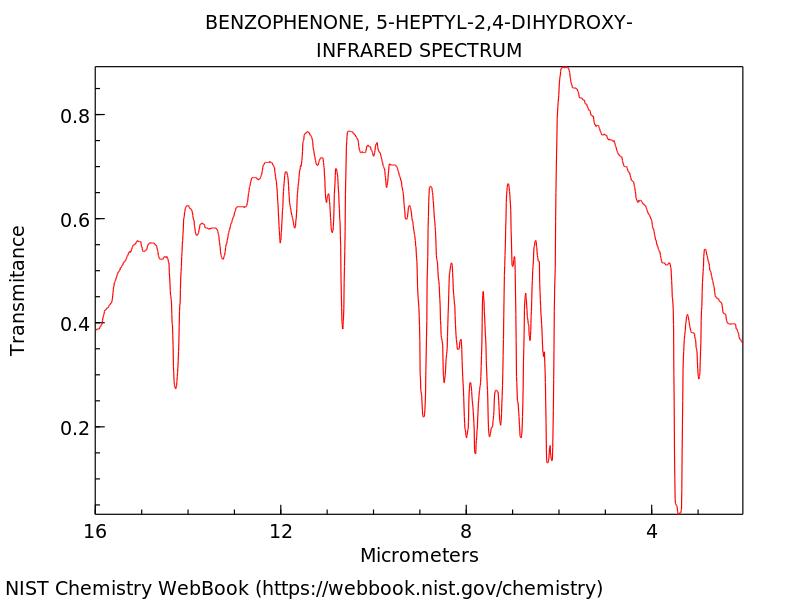 BENZOPHENONE, 5-HEPTYL-2,4-DIHYDROXY-
INFRARED SPECTRUM
0.8
0.6
0.4
0.2
Transmitance
16 12 8 4
Micrometers
NIST Chemistry WebBook (https://webbook.nist.gov/chemistry)